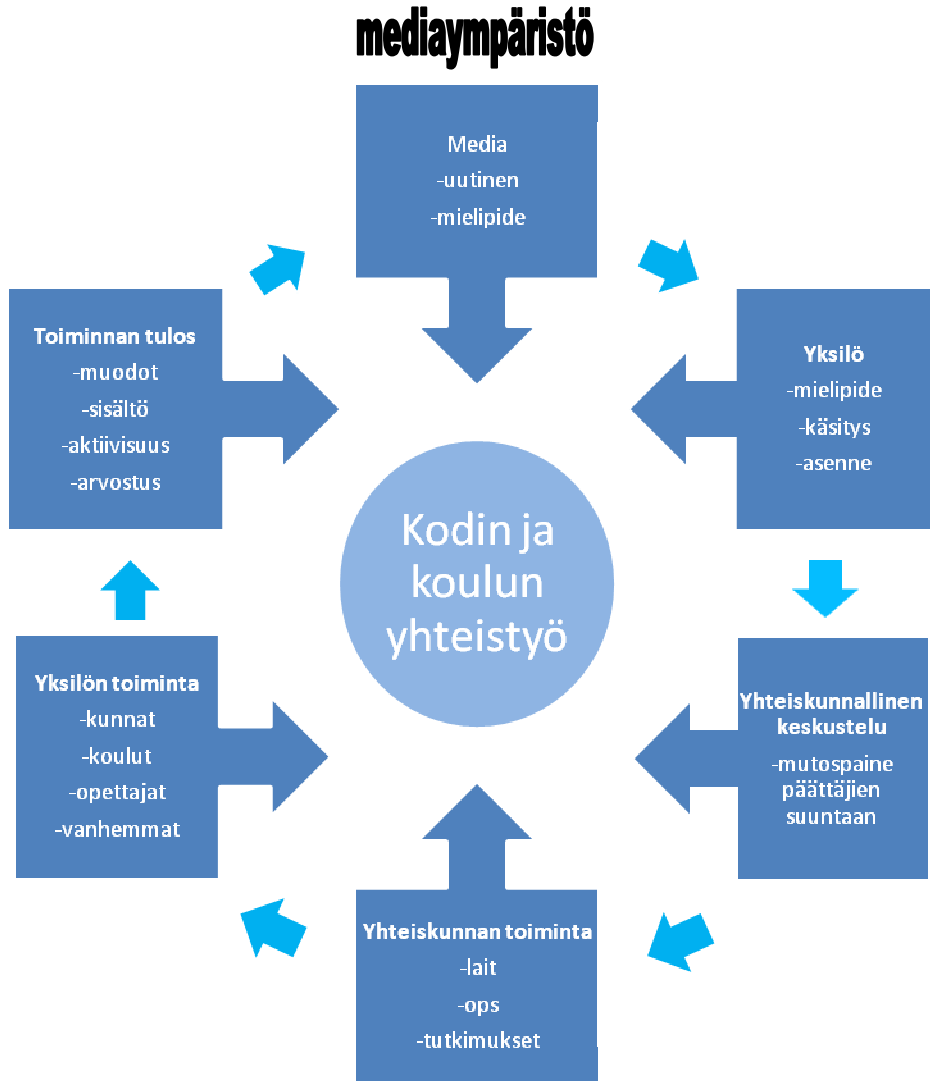 mediaympäristö
Media
-uutinen
-mielipide
Yksilö
-mielipide
-käsitys
-asenne
Yhteiskunnallinen
keskustelu
-mutospaine
päättäjien
suuntaan
Yhteiskunnan toiminta
-lait
-ops
-tutkimukset
Yksilön toiminta
-kunnat
-koulut
-opettajat
-vanhemmat
Toiminnan tulos
-muodot
-sisältö
-aktiivisuus
-arvostus
Kodin ja
koulun
yhteistyö